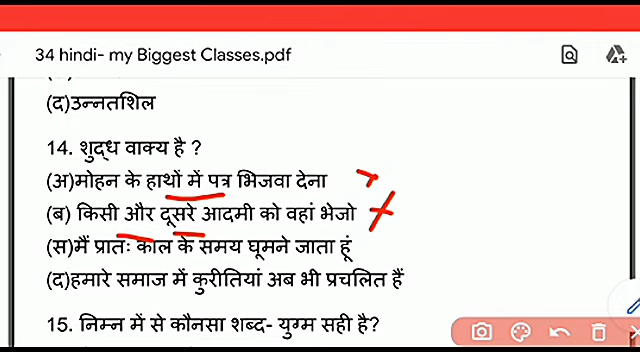 34 hindi- my Biggest Classes.pdf
(द)उन्नतशिल
14. शुद्ध वाक्य है ?
(अ)मोहन के हाथों में पत्र भिजवा देना
(ब) किसी और दूसरे आदमी को वहां भेजो
(स)मैं प्रातः काल के समय घूमने जाता हूं
(द)हमारे समाज में कुरीतियां अब भी प्रचलित हैं
15. निम्न में से कौनसा शब्द- युग्म सही है?